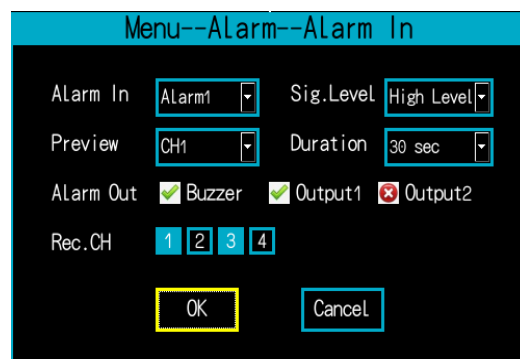 Menu--Alarm--Alarm In
Alarm In Alarm1 Sig.Level High Level
Preview CH1 Duration 30 sec
Alarm Out Buzzer Output1 Output2
Rec.CH 1 2 3 4
OK Cancel